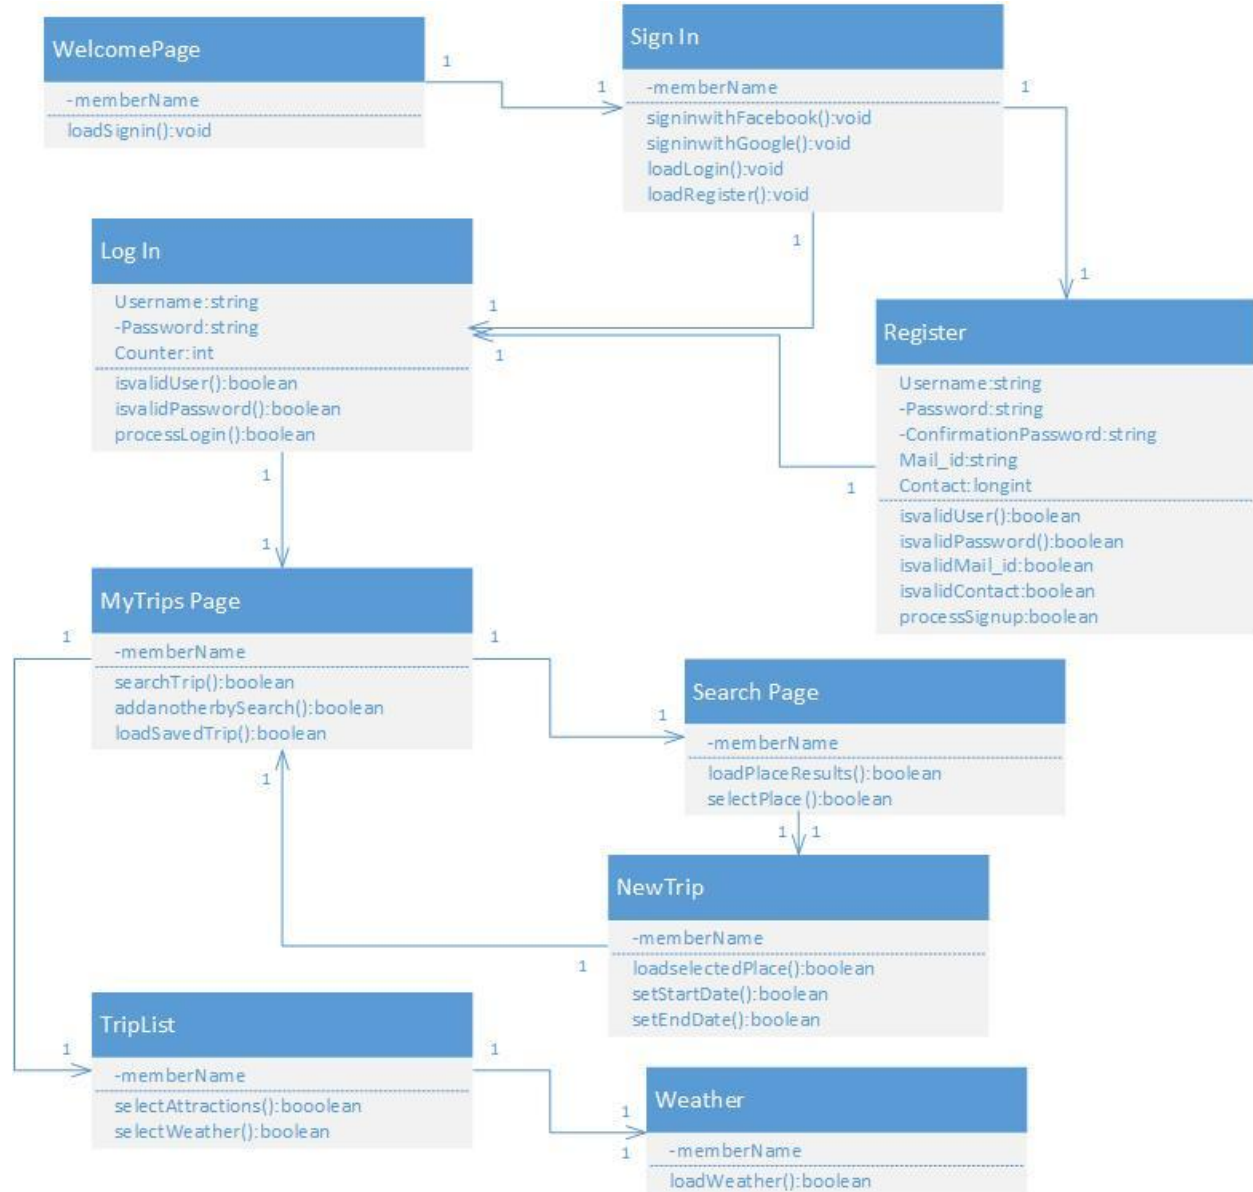 WelcomePage
-memberName
loadSignin():void
1
1
Sign In
-memberName
signinwithFacebook():void
signinwithGoogle():void
loadLogin():void
loadRegister():void
1
1
1
Log In
Username:string
-Password:string
Counter:int
isvalidUser():boolean
isvalidPassword():boolean
processLogin():boolean
1
1
Register
Username:string
-Password:string
-ConfirmationPassword:string
Mail_id:string
Contact:longint
isvalidUser():boolean
isvalidPassword():boolean
isvalidMail_id:boolean
isvalidContact:boolean
processSignup:boolean
1
1
1
MyTrips Page
-memberName
searchTrip():boolean
addanotherbySearch():boolean
loadSavedTrip():boolean
1
1
1
1
Search Page
-memberName
loadPlaceResults():boolean
selectPlace():boolean
1
1
NewTrip
-memberName
loadselectedPlace():boolean
setStartDate():boolean
setEndDate():boolean
1
1
TripList
-memberName
selectAttractions():booolean
selectWeather():boolean
1
1
1
Weather
-memberName
loadWeather():boolean